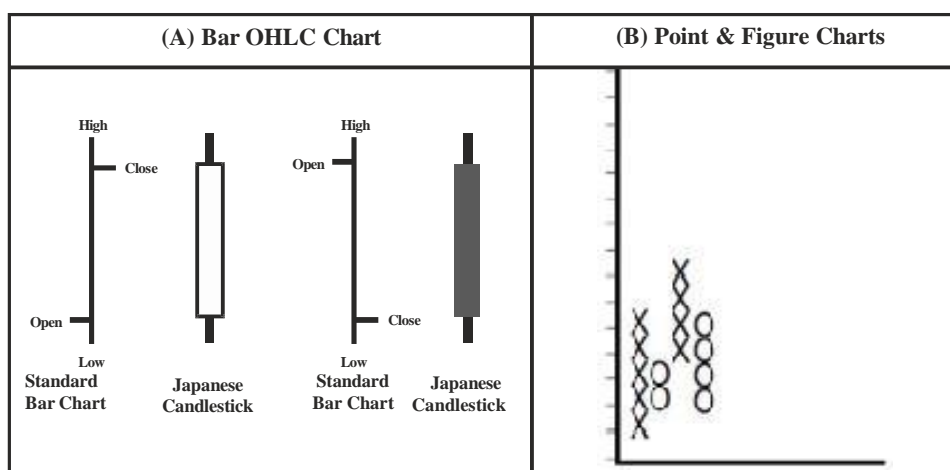 (A) Bar OHLC Chart
(B) Point & Figure Charts
High
Close
Open
Low
Standard
Bar Chart
Japanese
Candlestick
High
Open
Close
Low
Standard
Bar Chart
Japanese
Candlestick
X
X
X
X
X
O
O
X
X
X
X
O
O
O
O